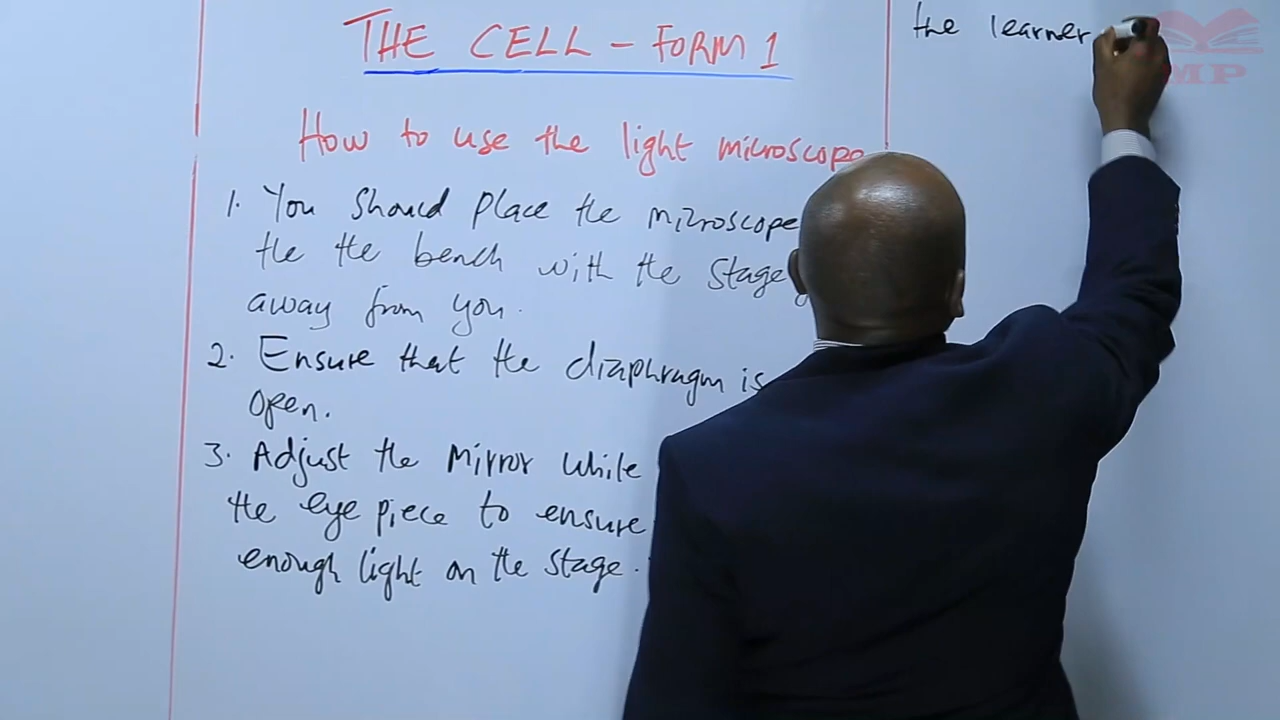 THE CELL - FORM 1
How to use the light microscope
1. You should place the microscope
the the bench with the stage
away from you.
2. Ensure that the diaphragm is
open.
3. Adjust the mirror while
the eye piece to ensure
enough light on the stage.
the learner
MP